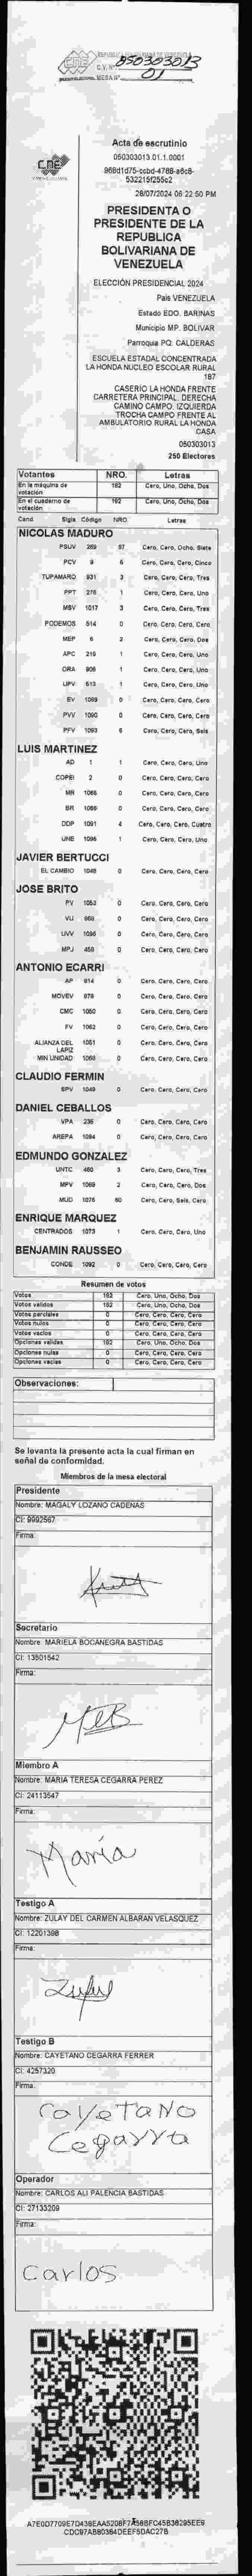 REPUBLICA BOLIVARIANA DE VENEZUELA
C.V. Nº 050303013
MESA Nº 01
CNE
Acta de escrutinio
050303013.01.1.0001
28/07/2024 06:22:50 PM
PRESIDENTA O
PRESIDENTE DE LA
REPUBLICA
BOLIVARIANA DE
VENEZUELA
ELECCIÓN PRESIDENCIAL 2024
País VENEZUELA
Estado EDO. BARINAS
Municipio MP. BOLIVAR
Parroquia PQ. CALDERAS
ESCUELA ESTADAL CONCENTRADA
LA HONDA NUCLEO ESCOLAR RURAL
187
CASERIO LA HONDA FRENTE
CARRETERA PRINCIPAL. DERECHA
CAMINO CAMPO. IZQUIERDA
TROCHA CAMPO FRENTE AL
AMBULATORIO RURAL LA HONDA
CASA
050303013
250 Electores
Votantes NRO. Letras
En la máquina de votación 162 Cero, Uno, Ocho, Dos
En el cuaderno de votación 162 Cero, Uno, Ocho, Dos
Cand. Sigla Código NRO. Letras
NICOLAS MADURO
PSUV 269 87 Cero, Cero, Ocho, Siete
PCV 9 5 Cero, Cero, Cero, Cinco
TUPAMARO 931 3 Cero, Cero, Cero, Tres
PPT 276 1 Cero, Cero, Cero, Uno
MSV 1017 3 Cero, Cero, Cero, Tres
PODEMOS 514 0 Cero, Cero, Cero, Cero
MEP 6 2 Cero, Cero, Cero, Dos
APC 219 1 Cero, Cero, Cero, Uno
ORA 906 1 Cero, Cero, Cero, Uno
UPV 513 1 Cero, Cero, Cero, Uno
EV 1089 0 Cero, Cero, Cero, Cero
PVV 1090 0 Cero, Cero, Cero, Cero
PFV 1093 6 Cero, Cero, Cero, Seis
LUIS MARTINEZ
AD 1 1 Cero, Cero, Cero, Uno
COPEI 2 0 Cero, Cero, Cero, Cero
MR 1065 0 Cero, Cero, Cero, Cero
BR 1066 0 Cero, Cero, Cero, Cero
DDP 1091 4 Cero, Cero, Cero, Cuatro
UNE 1095 1 Cero, Cero, Cero, Uno
JAVIER BERTUCCI
EL CAMBIO 1048 0 Cero, Cero, Cero, Cero
JOSE BRITO
PV 1053 0 Cero, Cero, Cero, Cero
VU 868 0 Cero, Cero, Cero, Cero
UVV 1096 0 Cero, Cero, Cero, Cero
MPJ 458 0 Cero, Cero, Cero, Cero
ANTONIO ECARRI
AP 814 0 Cero, Cero, Cero, Cero
MOVEV 979 0 Cero, Cero, Cero, Cero
CMC 1050 0 Cero, Cero, Cero, Cero
FV 1062 0 Cero, Cero, Cero, Cero
ALIANZA DEL LAPIZ 1051 0 Cero, Cero, Cero, Cero
MIN UNIDAD 1060 0 Cero, Cero, Cero, Cero
CLAUDIO FERMIN
SPV 1049 0 Cero, Cero, Cero, Cero
DANIEL CEBALLOS
VPA 236 0 Cero, Cero, Cero, Cero
AREPA 1094 0 Cero, Cero, Cero, Cero
EDMUNDO GONZALEZ
UNTC 460 3 Cero, Cero, Cero, Tres
MPV 1069 2 Cero, Cero, Cero, Dos
MUD 1076 60 Cero, Cero, Seis, Cero
ENRIQUE MARQUEZ
CENTRADOS 1073 1 Cero, Cero, Cero, Uno
BENJAMIN RAUSSEO
CONDE 1092 0 Cero, Cero, Cero, Cero
Resumen de votos
Votos 182 Cero, Uno, Ocho, Dos
Votos válidos 182 Cero, Uno, Ocho, Dos
Votos parciales 0 Cero, Cero, Cero, Cero
Votos nulos 0 Cero, Cero, Cero, Cero
Votos vacíos 0 Cero, Cero, Cero, Cero
Opciones válidas 182 Cero, Uno, Ocho, Dos
Opciones nulas 0 Cero, Cero, Cero, Cero
Opciones vacías 0 Cero, Cero, Cero, Cero
Observaciones:
Se levanta la presente acta la cual firman en
señal de conformidad.
Miembros de la mesa electoral
Presidente
Nombre: MAGALY LOZANO CADENAS
CI: 9992567
Firma:
Secretario
Nombre: MARIELA BOCANEGRA BASTIDAS
CI: 13501542
Firma:
MEB
Miembro A
Nombre: MARIA TERESA CEGARRA PEREZ
CI: 24113547
Firma:
María
Testigo A
Nombre: ZULAY DEL CARMEN ALBARAN VELASQUEZ
CI: 12201398
Firma:
Testigo B
Nombre: CAYETANO CEGARRA FERRER
CI: 4257320
Firma:
CayeTaNO
Cegarra
Operador
Nombre: CARLOS ALI PALENCIA BASTIDAS
CI: 27133209
Firma:
Carlos